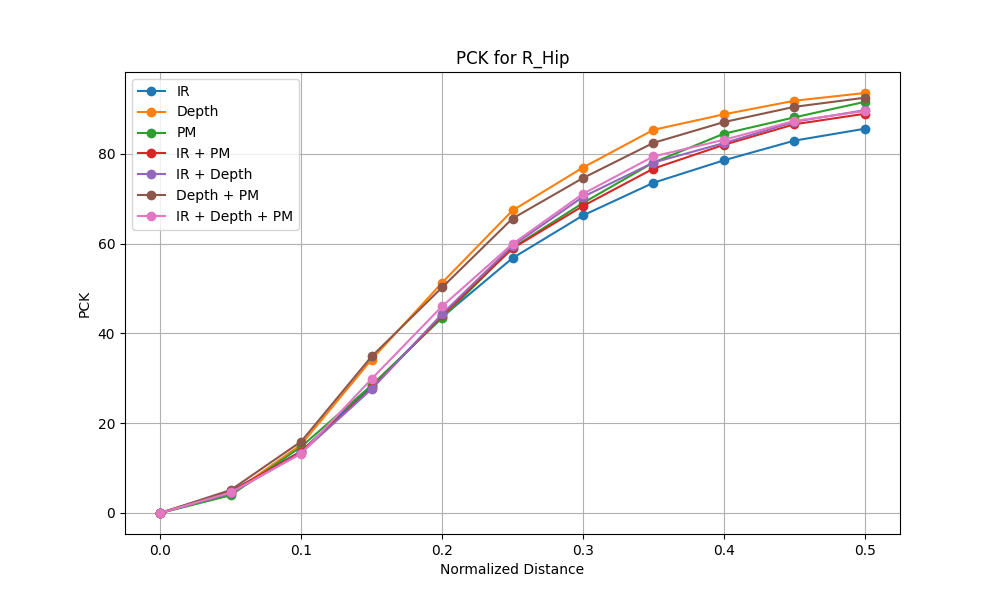 PCK for R_Hip
IR
Depth
PM
IR + PM
IR + Depth
Depth + PM
IR + Depth + PM
PCK
80
60
40
20
0
0.0 0.1 0.2 0.3 0.4 0.5
Normalized Distance